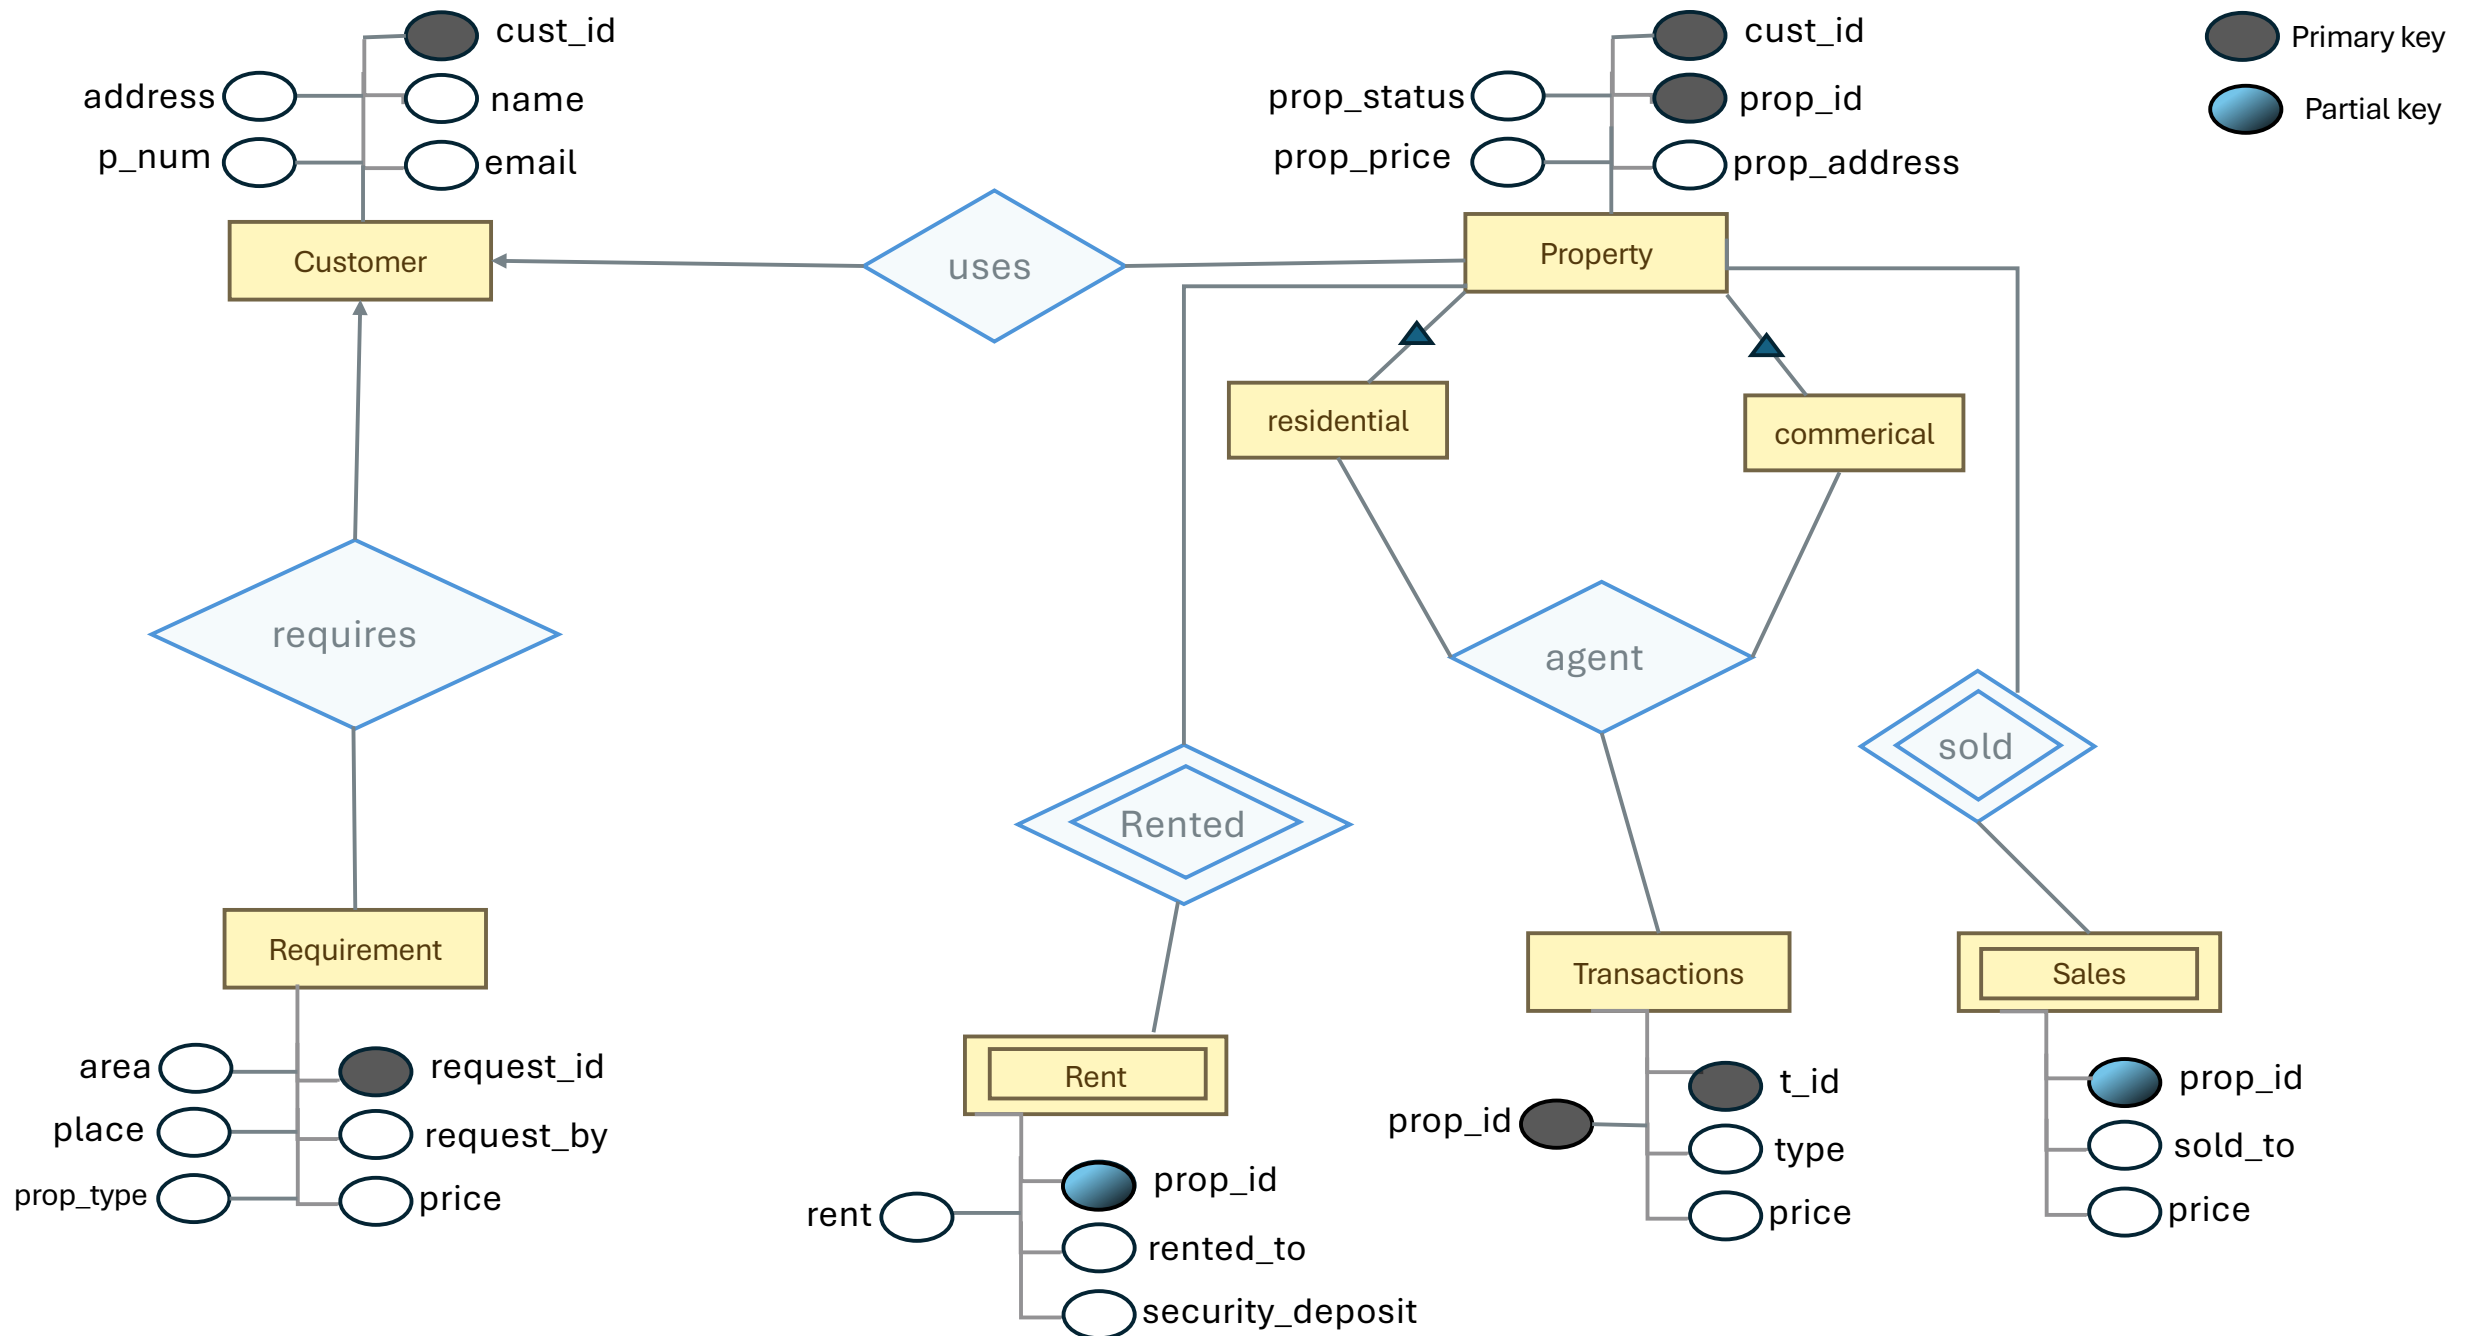 cust_id
address
name
p_num
email
Customer
uses
cust_id
prop_status
prop_id
prop_price
prop_address
Property
Primary key
Partial key
residential
commerical
requires
agent
sold
Rented
Requirement
area
request_id
place
request_by
prop_type
price
Rent
prop_id
rent
rented_to
security_deposit
Transactions
t_id
prop_id
type
price
Sales
prop_id
sold_to
price